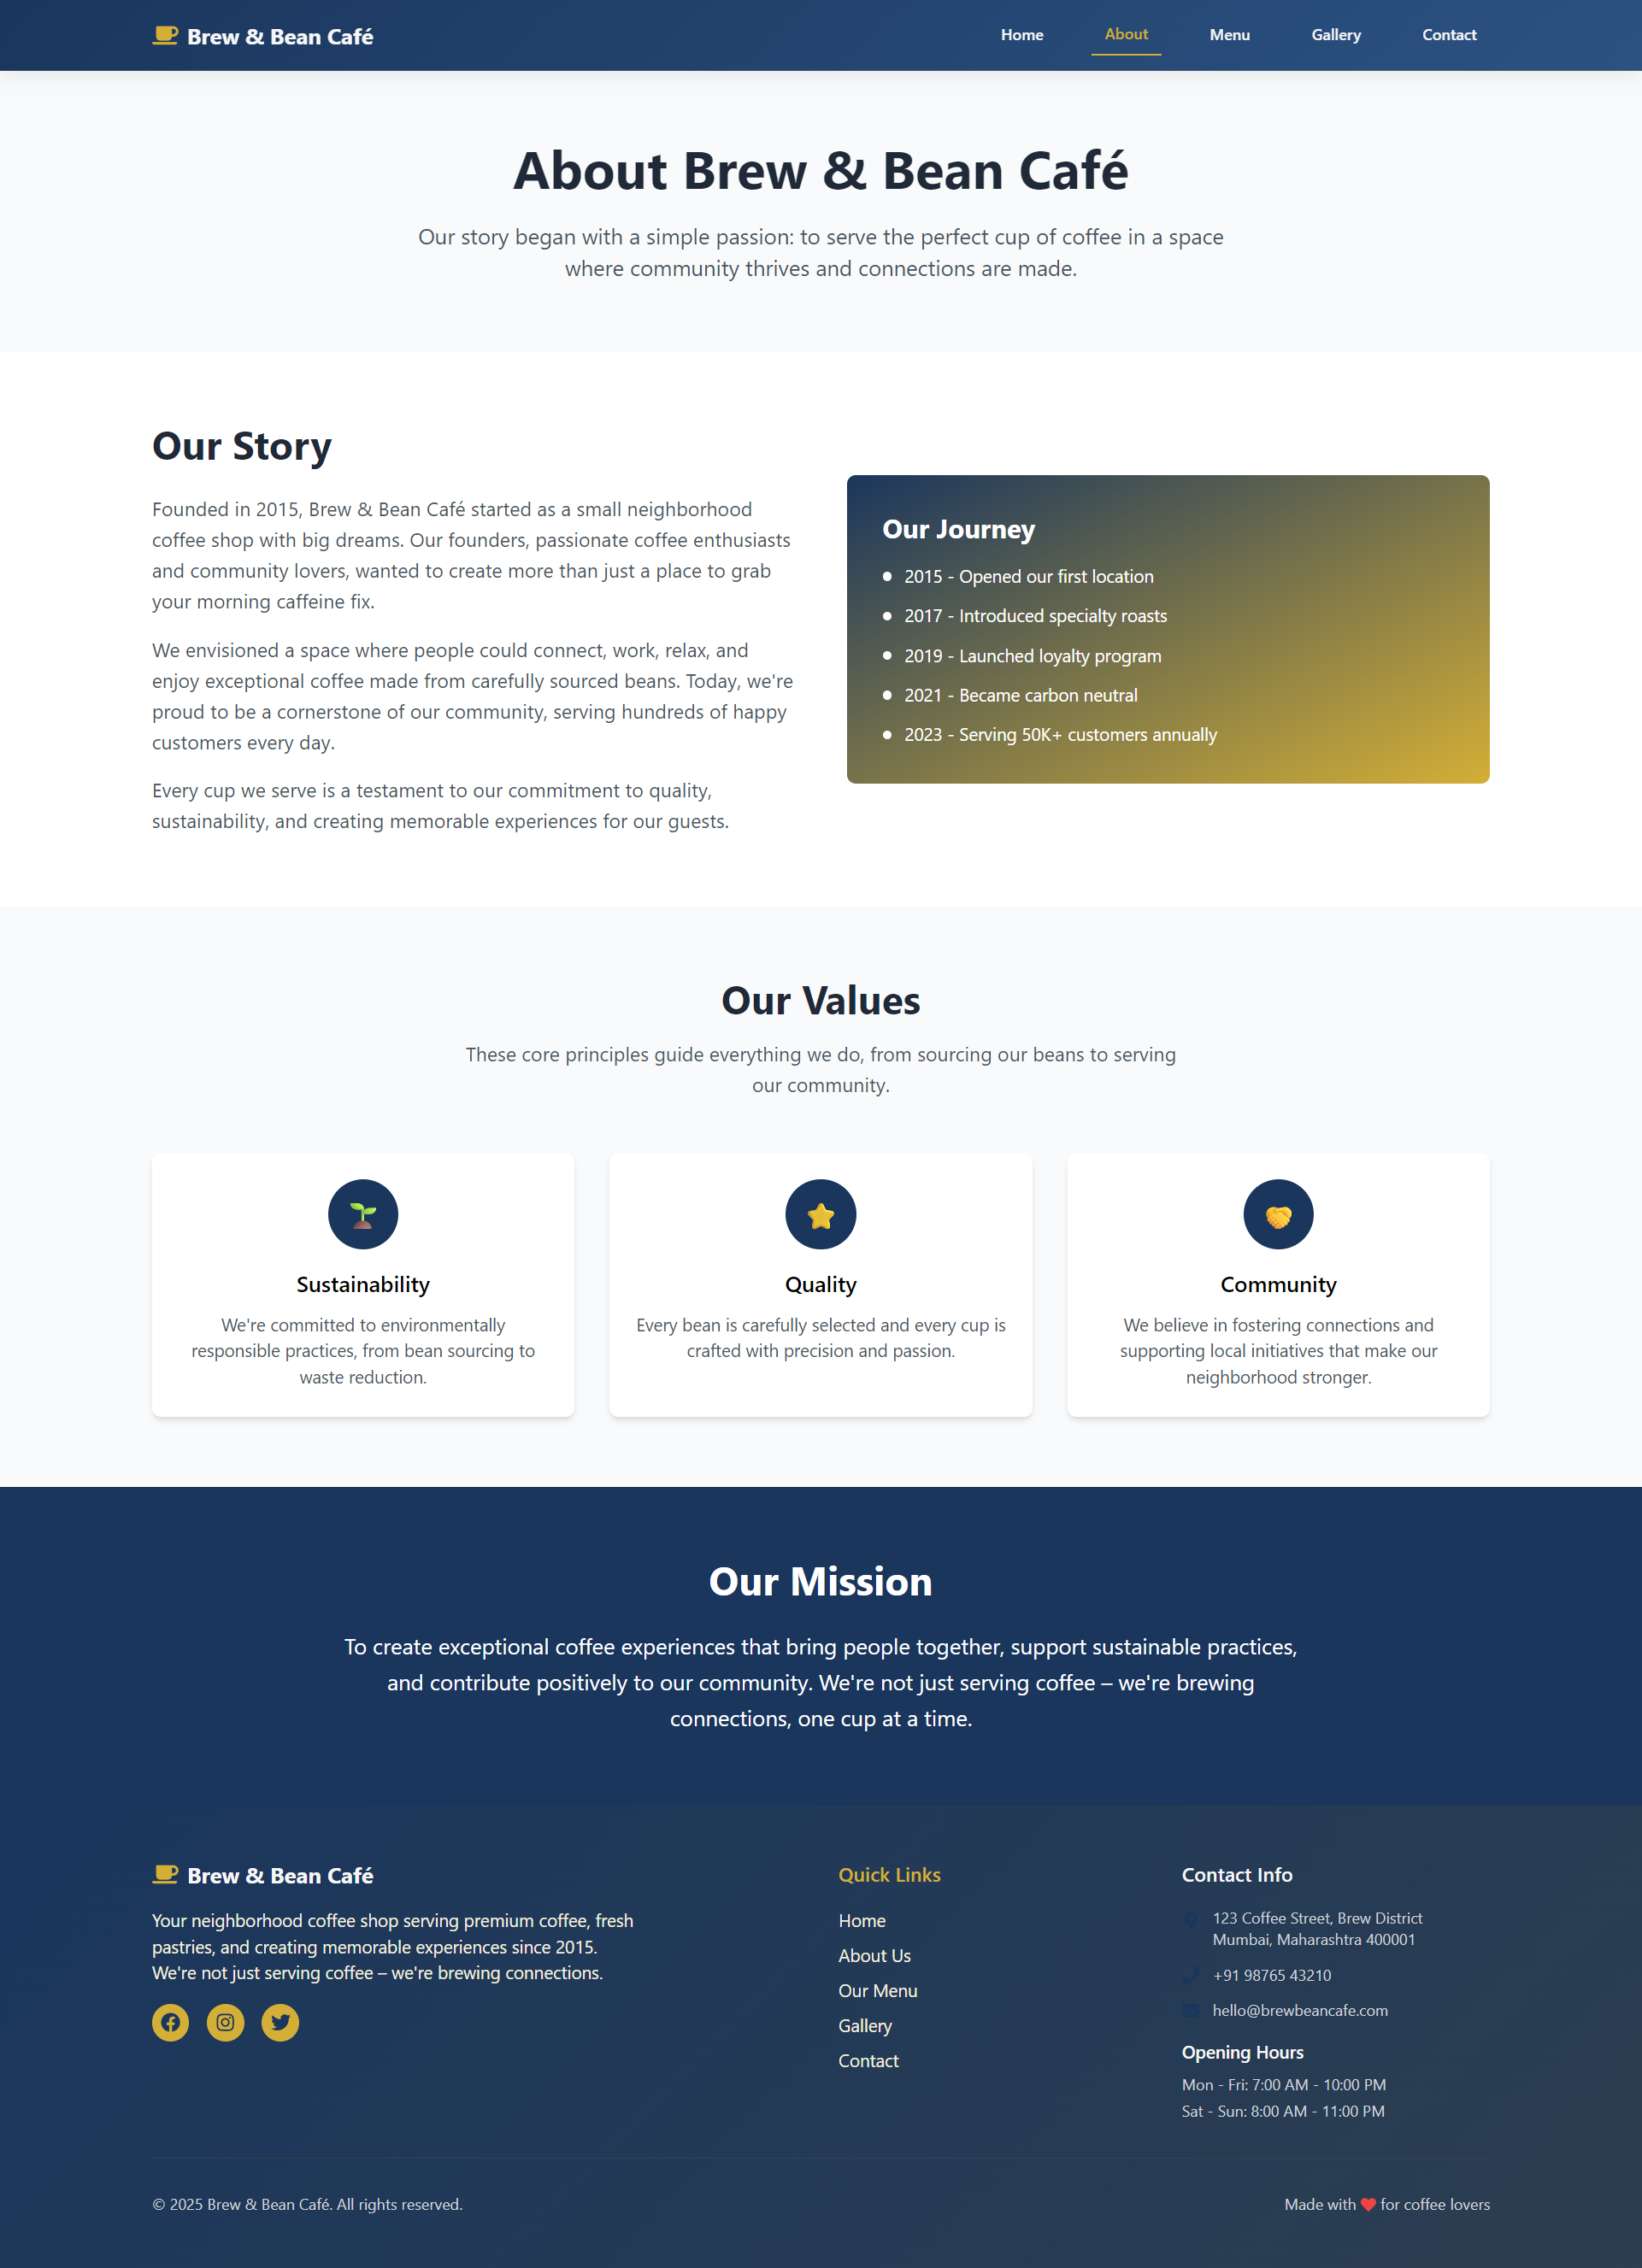 Brew & Bean Café
Home
About
Menu
Gallery
Contact
About Brew & Bean Café
Our story began with a simple passion: to serve the perfect cup of coffee in a space
where community thrives and connections are made.
Our Story
Founded in 2015, Brew & Bean Café started as a small neighborhood
coffee shop with big dreams. Our founders, passionate coffee enthusiasts
and community lovers, wanted to create more than just a place to grab
your morning caffeine fix.
We envisioned a space where people could connect, work, relax, and
enjoy exceptional coffee made from carefully sourced beans. Today, we're
proud to be a cornerstone of our community, serving hundreds of happy
customers every day.
Every cup we serve is a testament to our commitment to quality,
sustainability, and creating memorable experiences for our guests.
Our Journey
2015 - Opened our first location
2017 - Introduced specialty roasts
2019 - Launched loyalty program
2021 - Became carbon neutral
2023 - Serving 50K+ customers annually
Our Values
These core principles guide everything we do, from sourcing our beans to serving
our community.
Sustainability
We're committed to environmentally
responsible practices, from bean sourcing to
waste reduction.
Quality
Every bean is carefully selected and every cup is
crafted with precision and passion.
Community
We believe in fostering connections and
supporting local initiatives that make our
neighborhood stronger.
Our Mission
To create exceptional coffee experiences that bring people together, support sustainable practices,
and contribute positively to our community. We're not just serving coffee – we're brewing
connections, one cup at a time.
Brew & Bean Café
Your neighborhood coffee shop serving premium coffee, fresh
pastries, and creating memorable experiences since 2015.
We're not just serving coffee – we're brewing connections.
Quick Links
Home
About Us
Our Menu
Gallery
Contact
Contact Info
123 Coffee Street, Brew District
Mumbai, Maharashtra 400001
+91 98765 43210
hello@brewbeancafe.com
Opening Hours
Mon - Fri: 7:00 AM - 10:00 PM
Sat - Sun: 8:00 AM - 11:00 PM
© 2025 Brew & Bean Café. All rights reserved.
Made with ❤ for coffee lovers